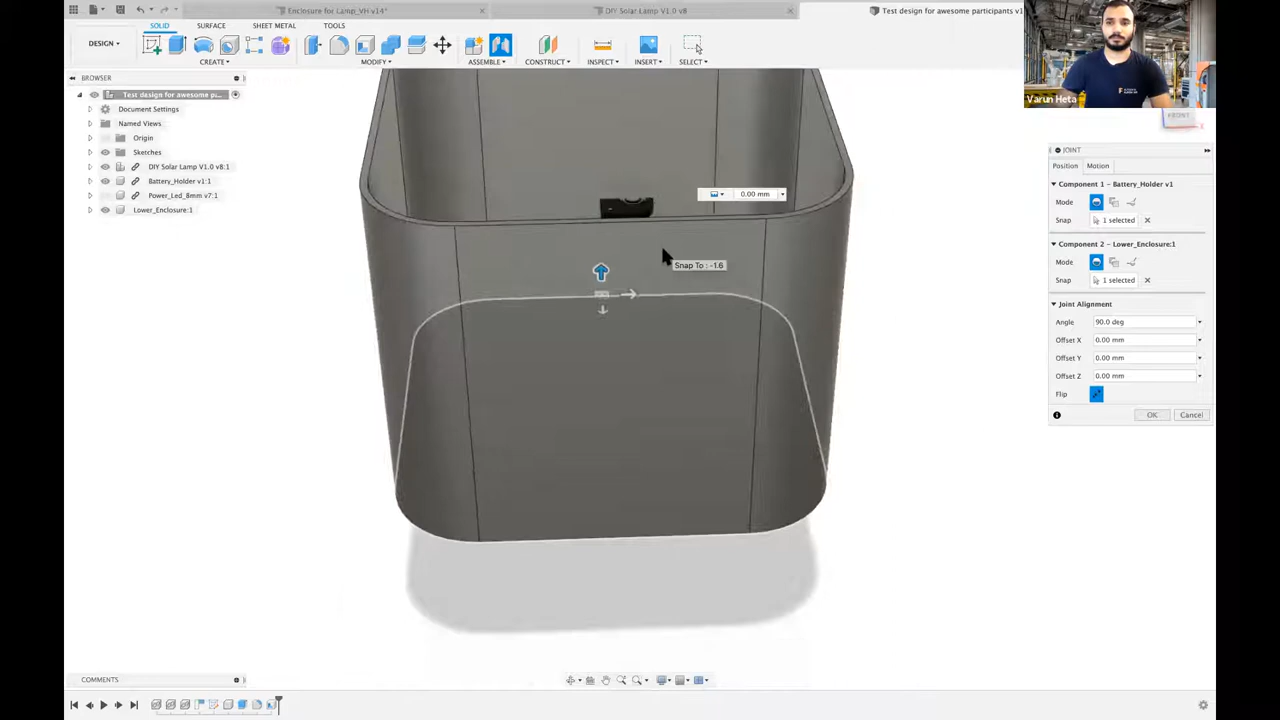 Enclosure for Lamp_VH v14*
DIY Solar Lamp V1.0 v8
Test design for awesome participants v1
SOLID
SURFACE
SHEET METAL
TOOLS
DESIGN
CREATE
MODIFY
ASSEMBLE
CONSTRUCT
INSPECT
INSERT
SELECT
Varun Heta
FRONT
BROWSER
Test design for awesome p...
Document Settings
Named Views
Origin
Sketches
DIY Solar Lamp V1.0 v8:1
Battery_Holder v1:1
Power_Led_8mm v7:1
Lower_Enclosure:1
0.00 mm
Snap To : -1.6
JOINT
Position
Motion
Component 1 - Battery_Holder v1
Mode
Snap
1 selected
Component 2 - Lower_Enclosure:1
Mode
Snap
1 selected
Joint Alignment
Angle
90.0 deg
Offset X
0.00 mm
Offset Y
0.00 mm
Offset Z
0.00 mm
Flip
OK
Cancel
COMMENTS